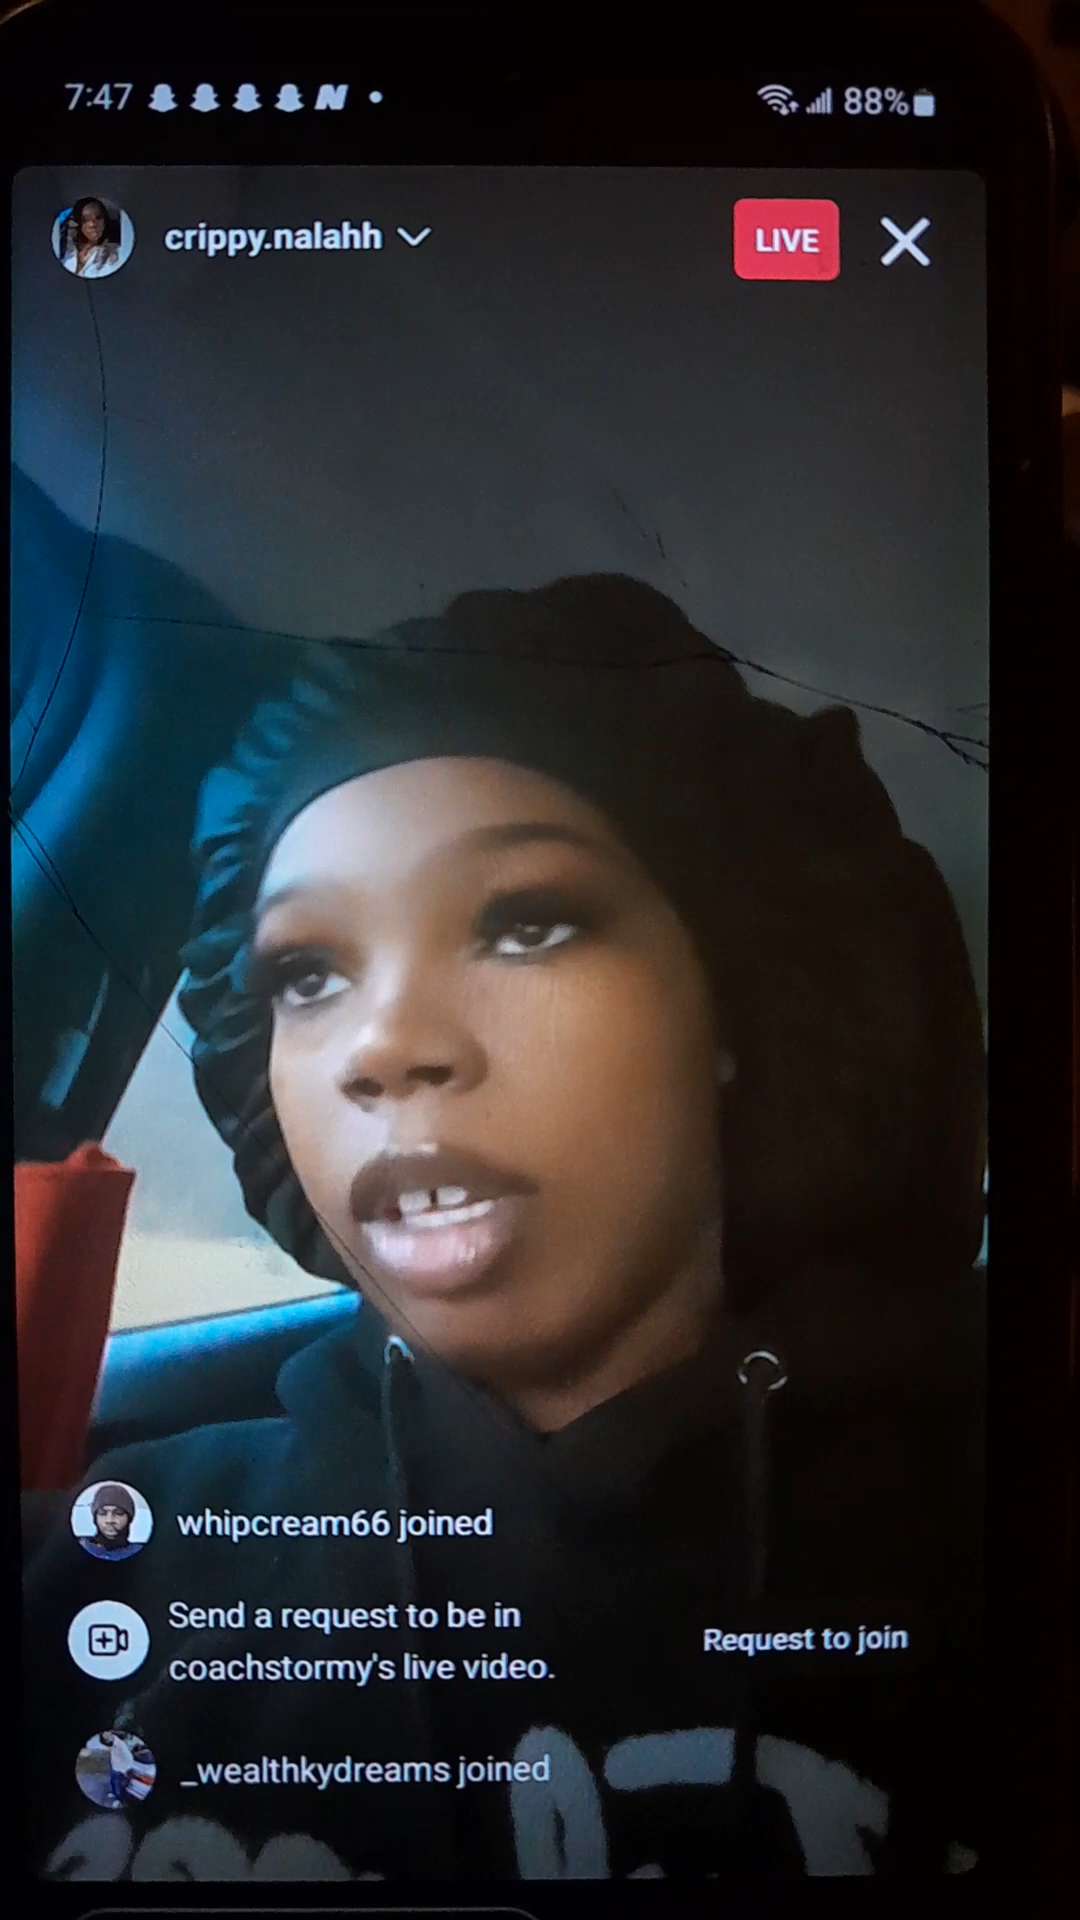 7:47 N 88%
crippy.nalahh LIVE
whipcream66 joined
Send a request to be in
coachstormy's live video.
Request to join
_wealthkydreams joined